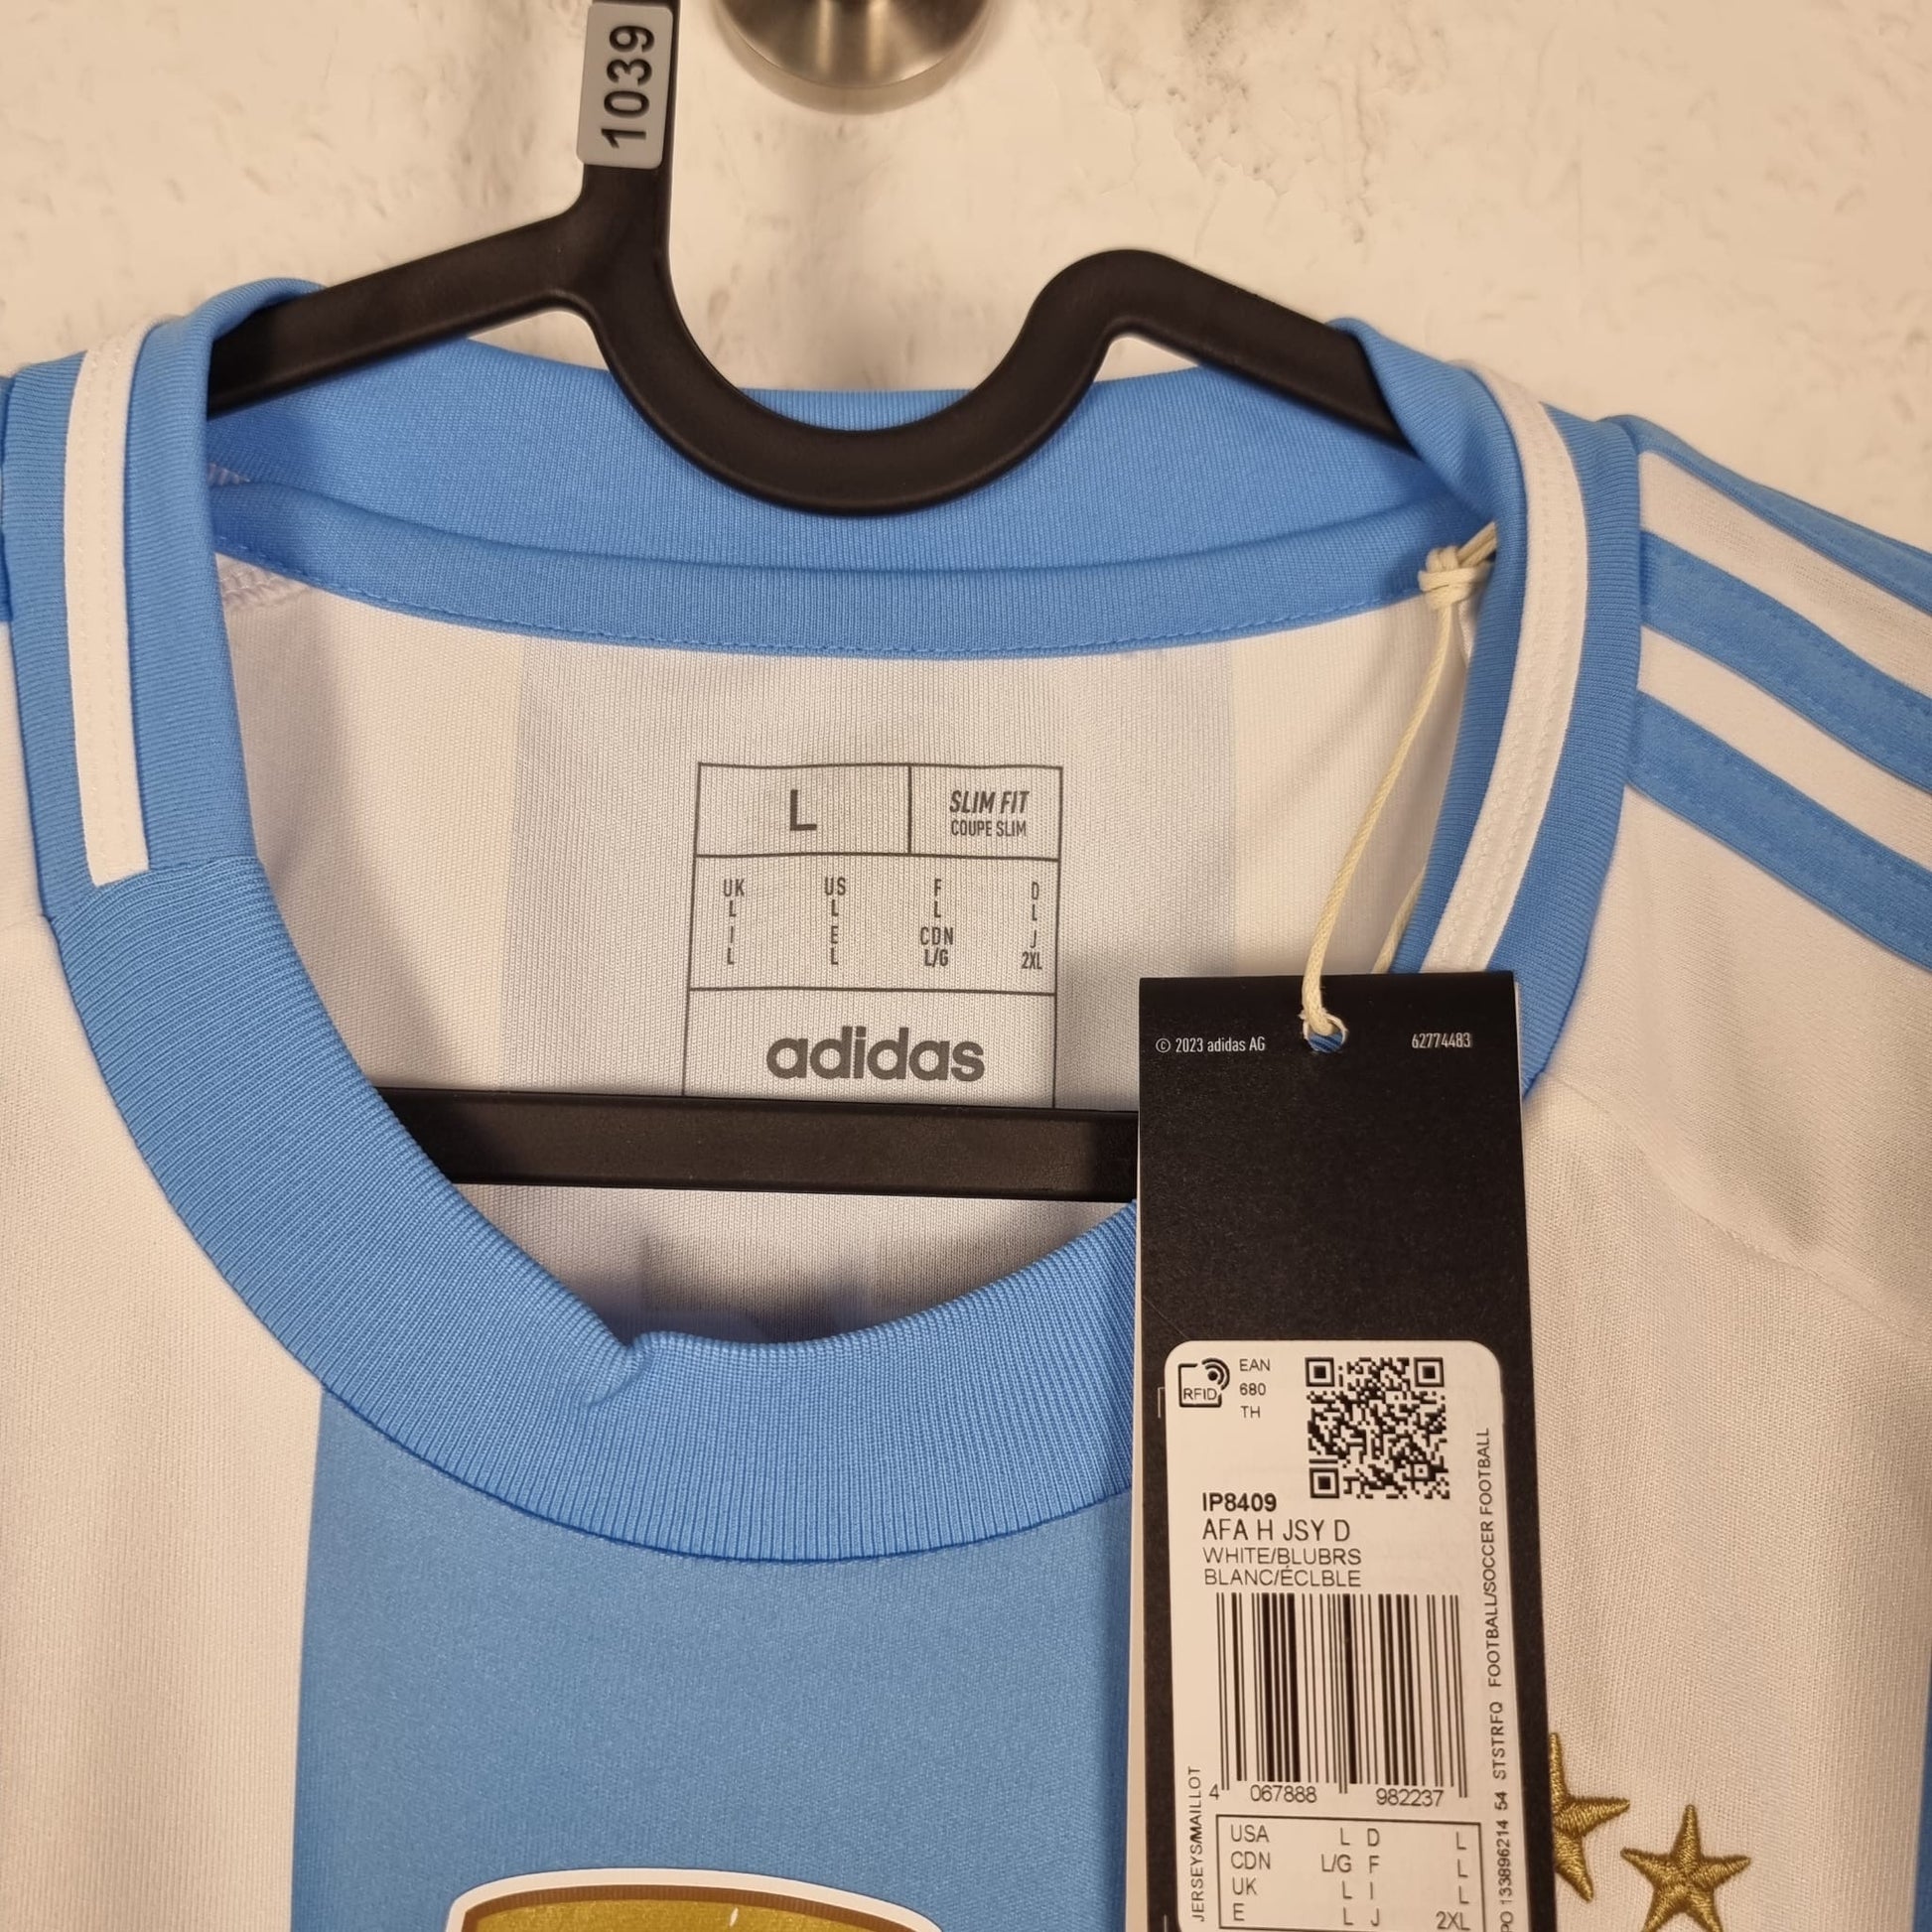 1039
L
SLIM FIT
COUPE SLIM
UK US F D
L L L L
I E CDN J
L L L/G 2XL
adidas
© 2023 adidas AG 62774483
RFID
EAN
680
TH
IP8409
AFA H JSY D
WHITE/BLUBRS
BLANC/ÉCLBLE
4 067888 982237
USA L D L
CDN L/G F L
UK L I L
E L J 2XL
JERSEYS/MAILLOT
PO 133896214 54 STSTRFQ FOOTBALL/SOCCER FOOTBALL